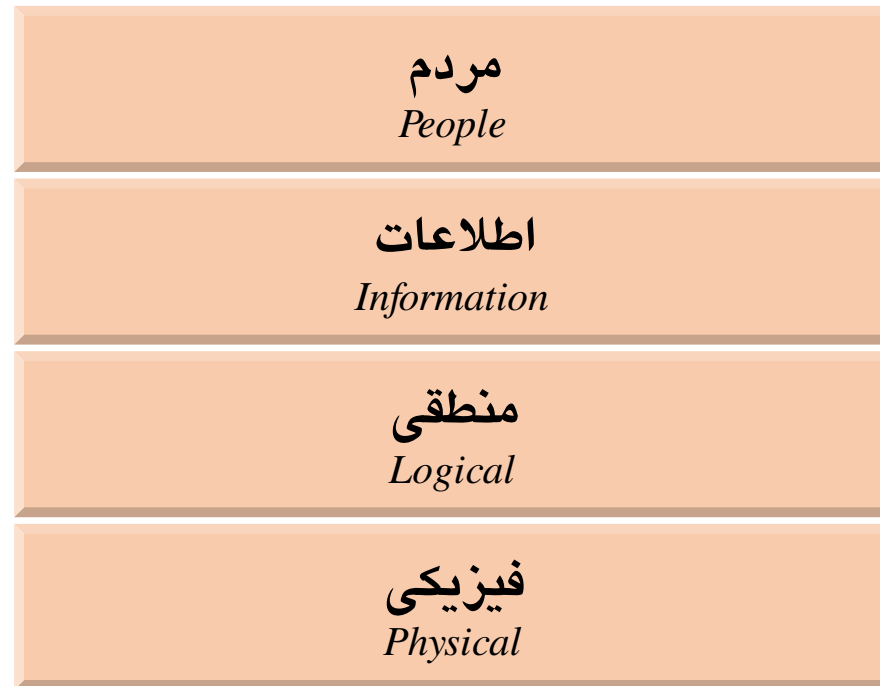 مردم
People
اطلاعات
Information
منطقی
Logical
فیزیکی
Physical